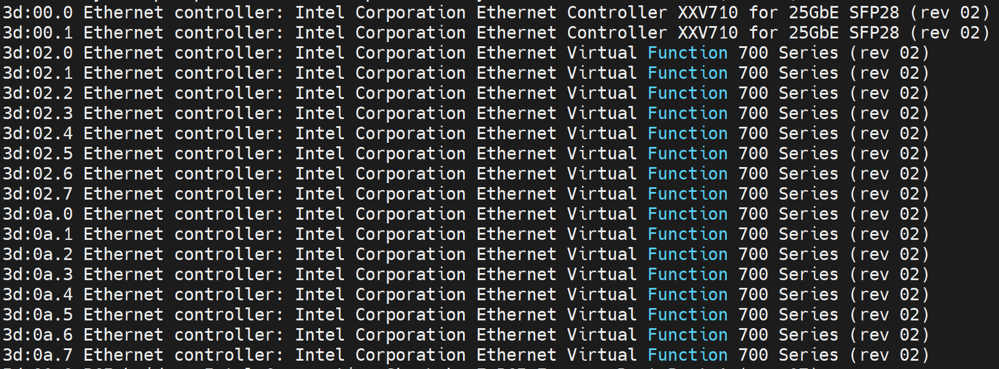 3d:00.0 Ethernet controller: Intel Corporation Ethernet Controller XXV710 for 25GbE SFP28 (rev 02)
3d:00.1 Ethernet controller: Intel Corporation Ethernet Controller XXV710 for 25GbE SFP28 (rev 02)
3d:02.0 Ethernet controller: Intel Corporation Ethernet Virtual Function 700 Series (rev 02)
3d:02.1 Ethernet controller: Intel Corporation Ethernet Virtual Function 700 Series (rev 02)
3d:02.2 Ethernet controller: Intel Corporation Ethernet Virtual Function 700 Series (rev 02)
3d:02.3 Ethernet controller: Intel Corporation Ethernet Virtual Function 700 Series (rev 02)
3d:02.4 Ethernet controller: Intel Corporation Ethernet Virtual Function 700 Series (rev 02)
3d:02.5 Ethernet controller: Intel Corporation Ethernet Virtual Function 700 Series (rev 02)
3d:02.6 Ethernet controller: Intel Corporation Ethernet Virtual Function 700 Series (rev 02)
3d:02.7 Ethernet controller: Intel Corporation Ethernet Virtual Function 700 Series (rev 02)
3d:0a.0 Ethernet controller: Intel Corporation Ethernet Virtual Function 700 Series (rev 02)
3d:0a.1 Ethernet controller: Intel Corporation Ethernet Virtual Function 700 Series (rev 02)
3d:0a.2 Ethernet controller: Intel Corporation Ethernet Virtual Function 700 Series (rev 02)
3d:0a.3 Ethernet controller: Intel Corporation Ethernet Virtual Function 700 Series (rev 02)
3d:0a.4 Ethernet controller: Intel Corporation Ethernet Virtual Function 700 Series (rev 02)
3d:0a.5 Ethernet controller: Intel Corporation Ethernet Virtual Function 700 Series (rev 02)
3d:0a.6 Ethernet controller: Intel Corporation Ethernet Virtual Function 700 Series (rev 02)
3d:0a.7 Ethernet controller: Intel Corporation Ethernet Virtual Function 700 Series (rev 02)